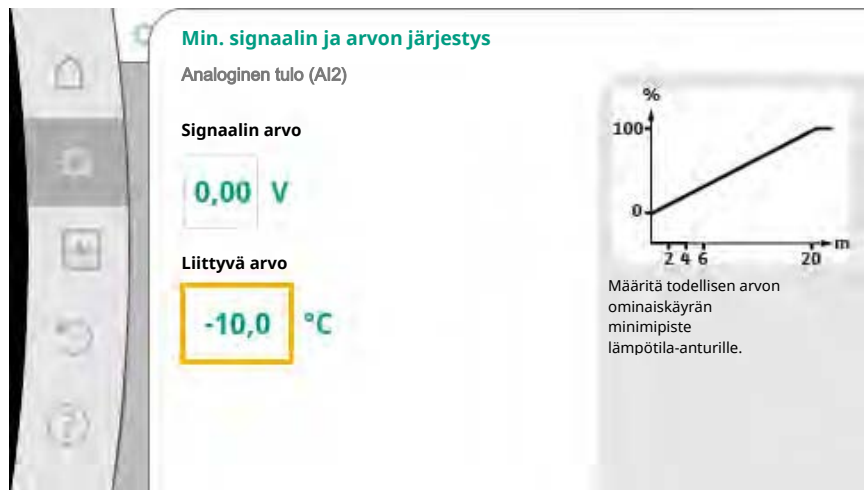 Min. signaalin ja arvon järjestys
Analoginen tulo (AI2)
Signaalin arvo
0,00 V
Liittyvä arvo
-10,0 °C
%
100
0
2 4 6 20 m
Määritä todellisen arvon
ominaiskäyrän
minimipiste
lämpötila-anturille.